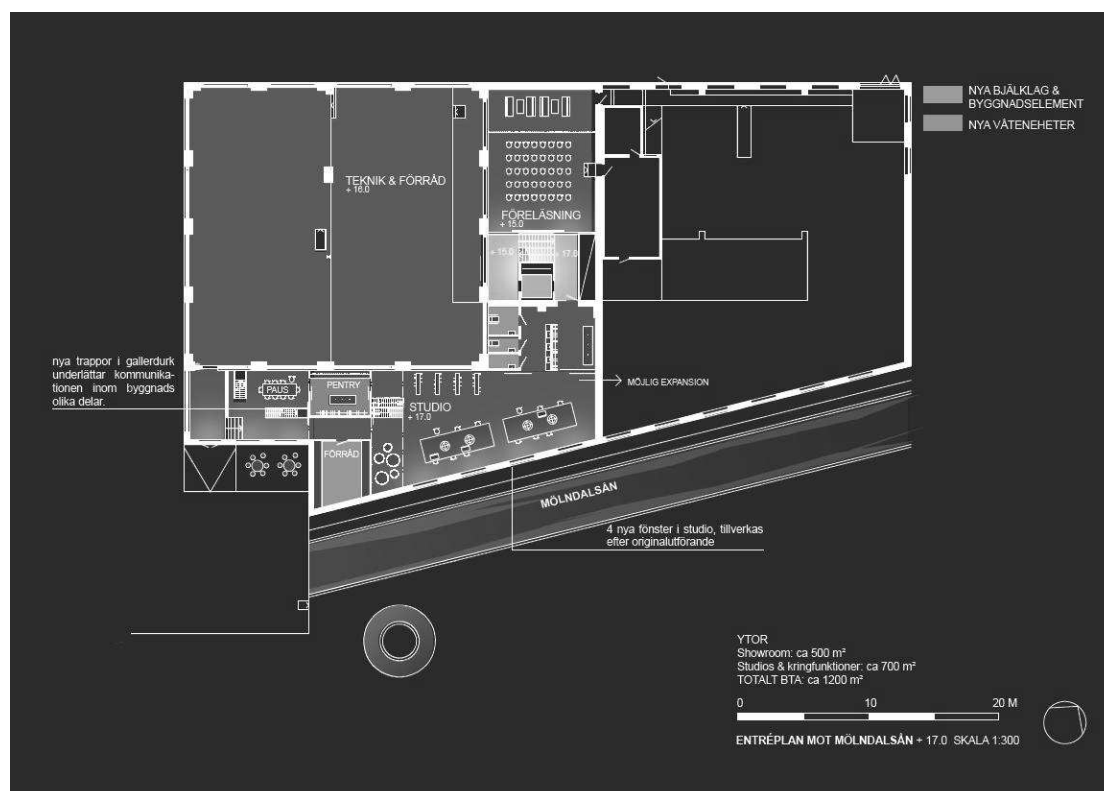 NYA BJÄLKLAG &
BYGGNADSELEMENT
NYA VÅTENEHETER
TEKNIK & FÖRRÅD
+ 16.0
FÖRELÄSNING
+ 15.0
+ 15.0
+ 17.0
nya trappor i gallerdurk
underlättar kommunika-
tionen inom byggnads
olika delar.
PAUS
PENTRY
MÖJLIG EXPANSION
STUDIO
+ 17.0
FÖRRÅD
MÖLNDALSÅN
4 nya fönster i studio, tillverkas
efter originalutförande
YTOR
Showroom: ca 500 m²
Studios & kringfunktioner: ca 700 m²
TOTALT BTA: ca 1200 m²
0 10 20 M
ENTRÉPLAN MOT MÖLNDALSÅN + 17.0 SKALA 1:300